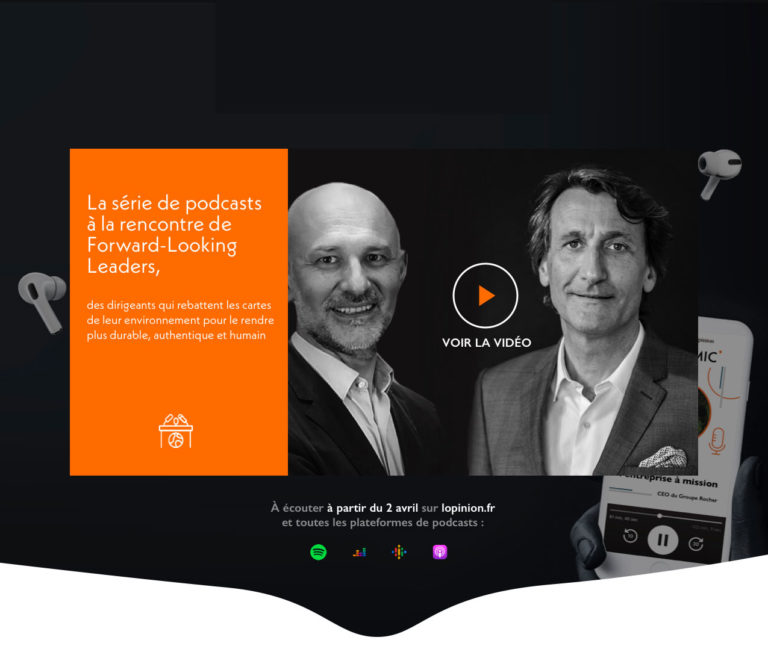 La série de podcasts
à la rencontre de
Forward-Looking
Leaders,
des dirigeants qui rebattent les cartes
de leur environnement pour le rendre
plus durable, authentique et humain
VOIR LA VIDÉO
MIC
entreprise à mission
CEO du Groupe Rocher
À écouter à partir du 2 avril sur lopinion.fr
et toutes les plateformes de podcasts :